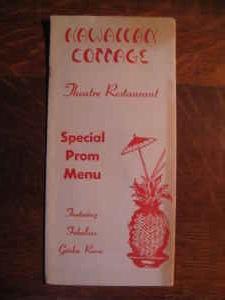 HAWAIIAN
COTTAGE
Theatre Restaurant
Special
Prom
Menu
Featuring
Fabulous